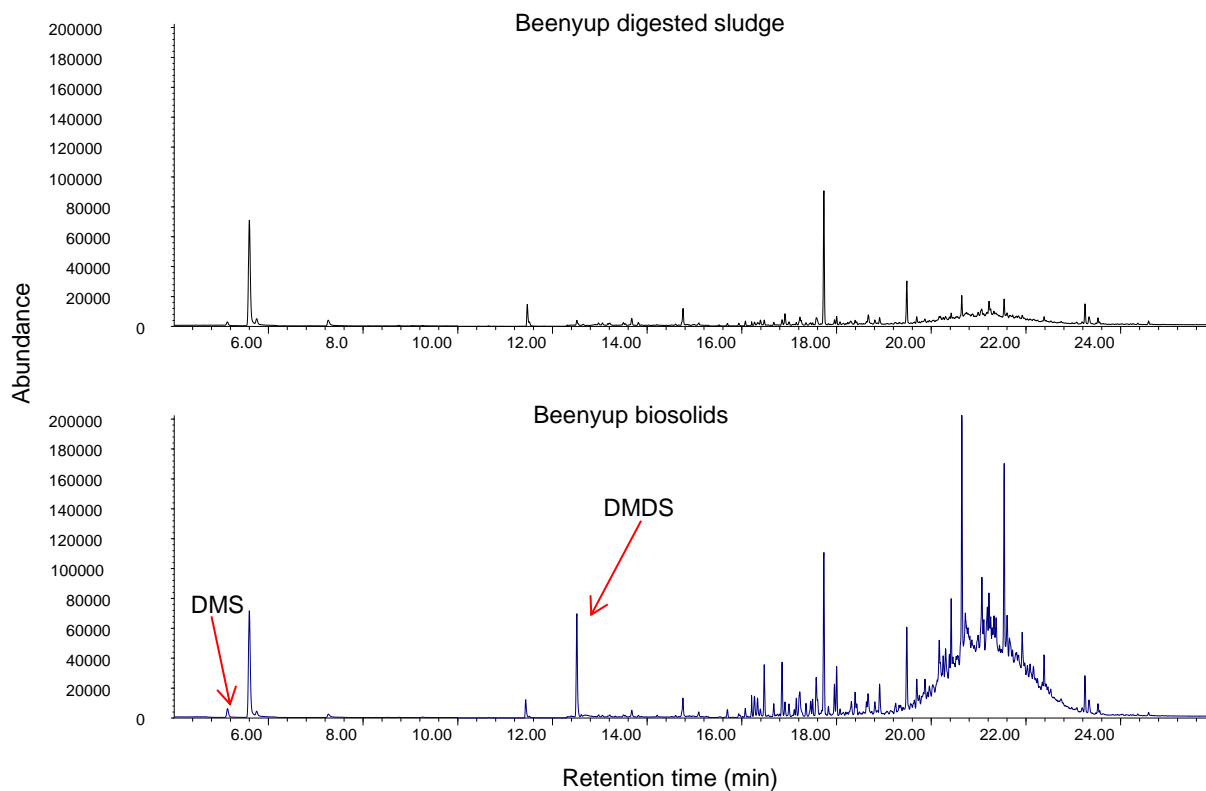 Beenyup digested sludge
200000
180000
160000
140000
120000
100000
80000
60000
40000
20000
0
6.00 8.0 10.00 12.00 14.00 16.00 18.00 20.00 22.00 24.00
Abundance
Beenyup biosolids
200000
180000
160000
140000
120000
100000
80000
60000
40000
20000
0
DMDS
DMS
6.00 8.00 10.00 12.00 14.00 16.00 18.00 20.00 22.00 24.00
Retention time (min)